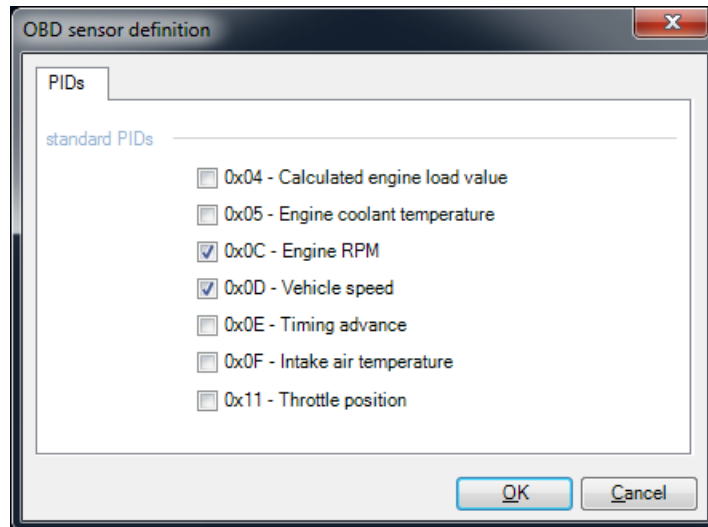 OBD sensor definition
PIDs
standard PIDs
0x04 - Calculated engine load value
0x05 - Engine coolant temperature
0x0C - Engine RPM
0x0D - Vehicle speed
0x0E - Timing advance
0x0F - Intake air temperature
0x11 - Throttle position
OK
Cancel